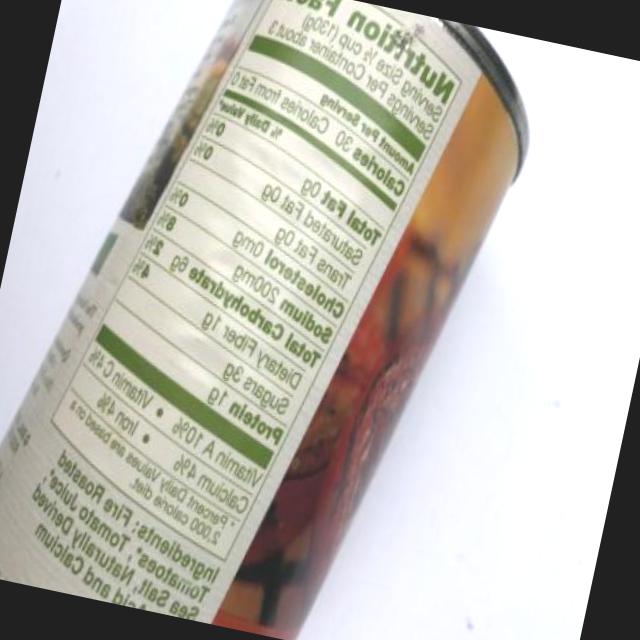 Nutrition Fac
Serving Size ½ cup (130g)
Servings Per Container about 3
Amount Per Serving
Calories 30 Calories from Fat 0
% Daily Value*
Total Fat 0g 0%
Saturated Fat 0g 0%
Trans Fat 0g
Cholesterol 0mg 0%
Sodium 200mg 8%
Total Carbohydrate 6g 2%
Dietary Fiber 1g 4%
Sugars 3g
Protein 1g
Vitamin A 10% • Vitamin C 4%
Calcium 4% • Iron 4%
*Percent Daily Values are based on a
2,000 calorie diet.
Ingredients: Fire Roasted
Tomatoes, Tomato Juice,
Sea Salt, Naturally Derived
Acid and Calcium